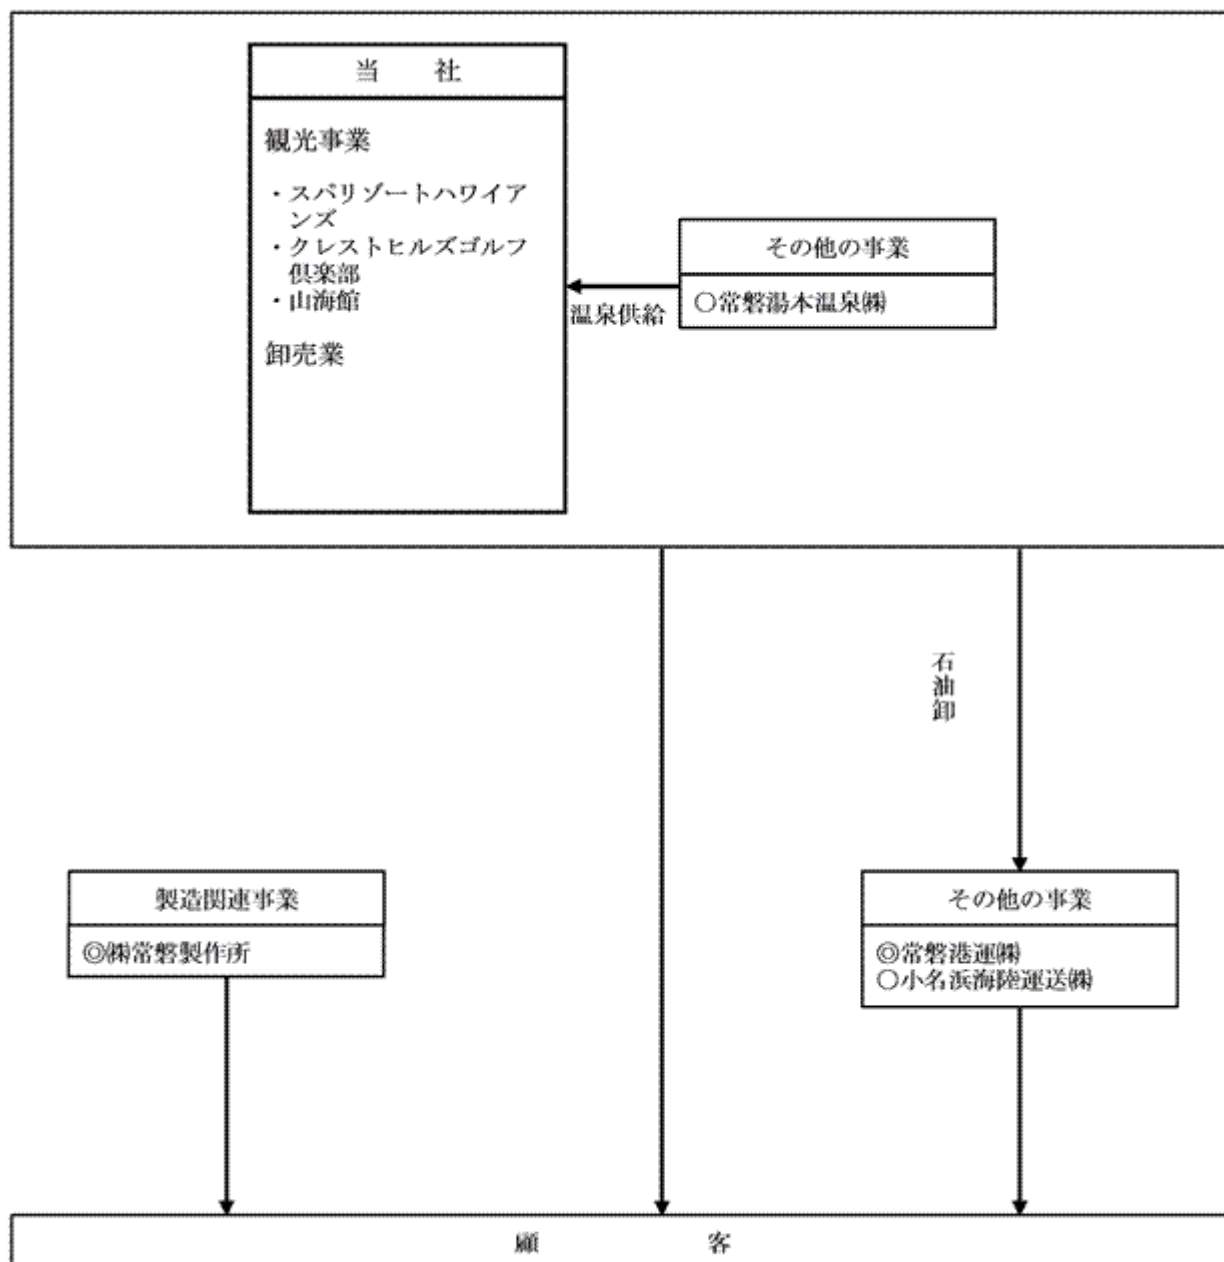 当　　社
観光事業
・スパリゾートハワイア
ンズ
・クレストヒルズゴルフ
倶楽部
・山海館
卸売業
その他の事業
○常磐湯本温泉㈱
温泉供給
石油卸
製造関連事業
◎㈱常磐製作所
その他の事業
◎常磐港運㈱
○小名浜海陸運送㈱
顧　　　　客